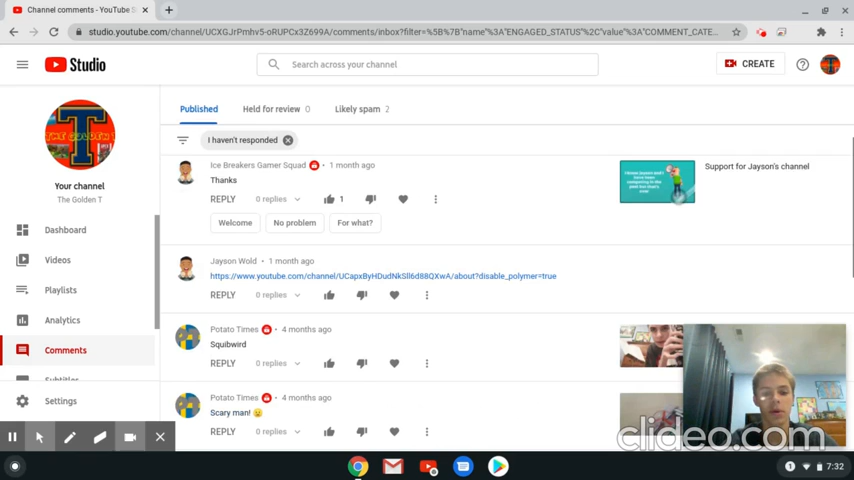 Channel comments - YouTube S
studio.youtube.com/channel/UCXGJrPmhv5-oRUPCx3Z699A/comments/inbox?filter=%5B%7B"name"%3A"ENGAGED_STATUS"%2C"value"%3A"COMMENT_CATE...
Studio
Search across your channel
CREATE
Published
Held for review 0
Likely spam 2
I haven't responded
T
THE GOLDEN T
Your channel
The Golden T
Dashboard
Videos
Playlists
Analytics
Comments
Subtitles
Settings
Ice Breakers Gamer Squad • 1 month ago
Thanks
REPLY 0 replies 1
Welcome No problem For what?
Support for Jayson's channel
Jayson Wold • 1 month ago
https://www.youtube.com/channel/UCapxByHDudNkSll6d88QXwA/about?disable_polymer=true
REPLY 0 replies
Potato Times • 4 months ago
Squibwird
REPLY 0 replies
Potato Times • 4 months ago
Scary man!
REPLY 0 replies
clideo.com
1 7:32